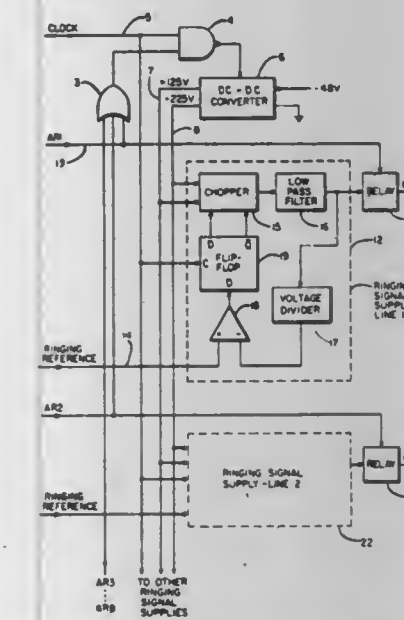 CLOCK
5
4
3
7
+125V
-225V
6
DC-DC
CONVERTER
-48V
8
AR1
13
CHOPPER
LOW
PASS
FILTER
RELAY
15
16
12
Q
C
FLIP-
FLOP
D
19
VOLTAGE
DIVIDER
RINGING
SIGNAL
SUPPLY
LINE 1
18
17
14
RINGING
REFERENCE
AR2
RINGING SIGNAL
SUPPLY-LINE 2
RELAY
RINGING
REFERENCE
22
AR3
AR8
TO OTHER
RINGING
SIGNAL
SUPPLIES